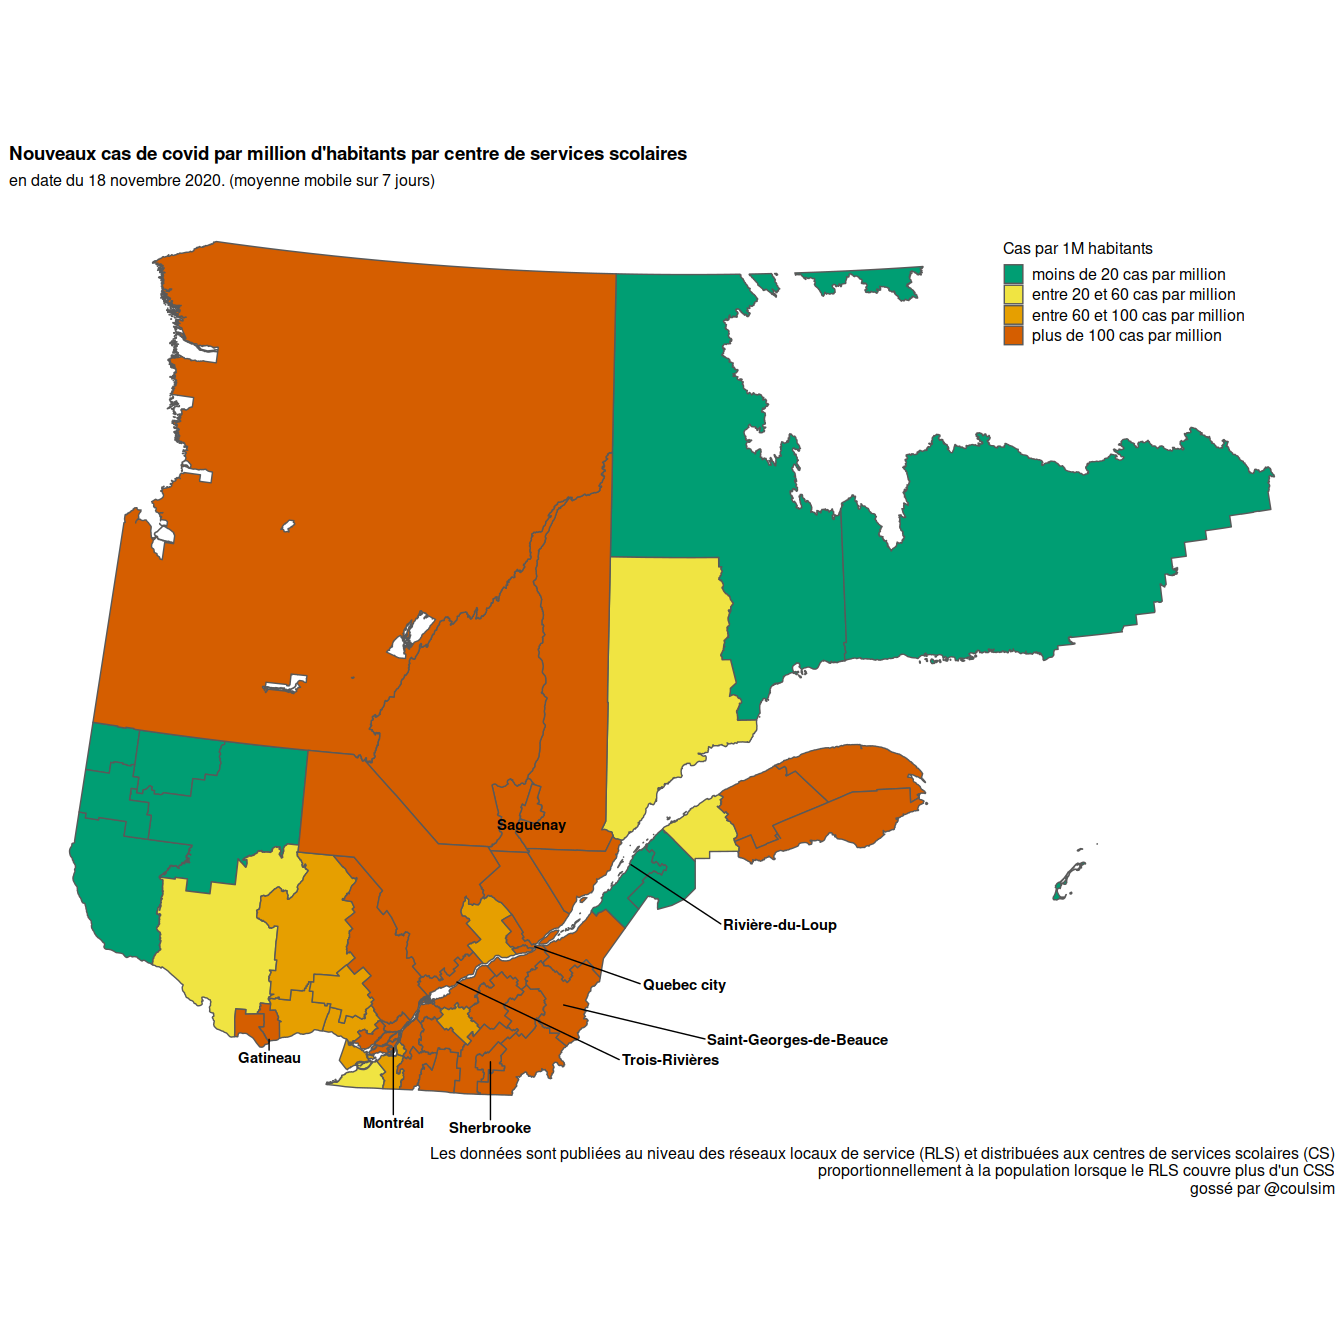 Nouveaux cas de covid par million d'habitants par centre de services scolaires
en date du 18 novembre 2020. (moyenne mobile sur 7 jours)
Cas par 1M habitants
moins de 20 cas par million
entre 20 et 60 cas par million
entre 60 et 100 cas par million
plus de 100 cas par million
Saguenay
Rivière-du-Loup
Quebec city
Saint-Georges-de-Beauce
Trois-Rivières
Gatineau
Montréal
Sherbrooke
Les données sont publiées au niveau des réseaux locaux de service (RLS) et distribuées aux centres de services scolaires (CS)
proportionnellement à la population lorsque le RLS couvre plus d'un CSS
gossé par @coulsim